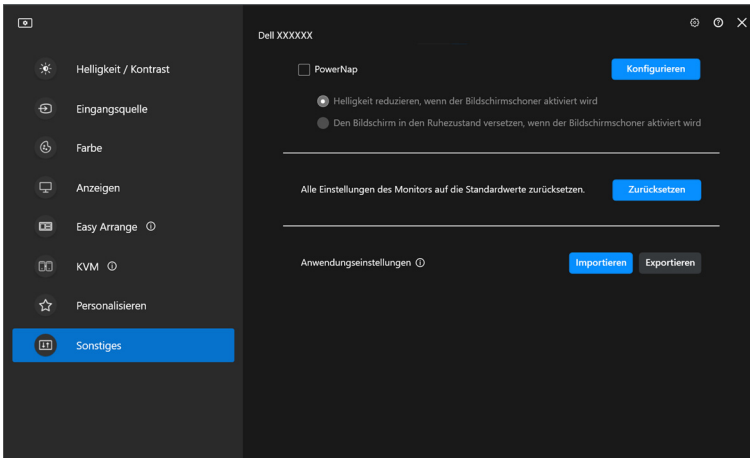 Dell XXXXXX
Helligkeit / Kontrast
Eingangsquelle
Farbe
Anzeigen
Easy Arrange
KVM
Personalisieren
Sonstiges
PowerNap
Konfigurieren
Helligkeit reduzieren, wenn der Bildschirmschoner aktiviert wird
Den Bildschirm in den Ruhezustand versetzen, wenn der Bildschirmschoner aktiviert wird
Alle Einstellungen des Monitors auf die Standardwerte zurücksetzen.
Zurücksetzen
Anwendungseinstellungen
Importieren
Exportieren